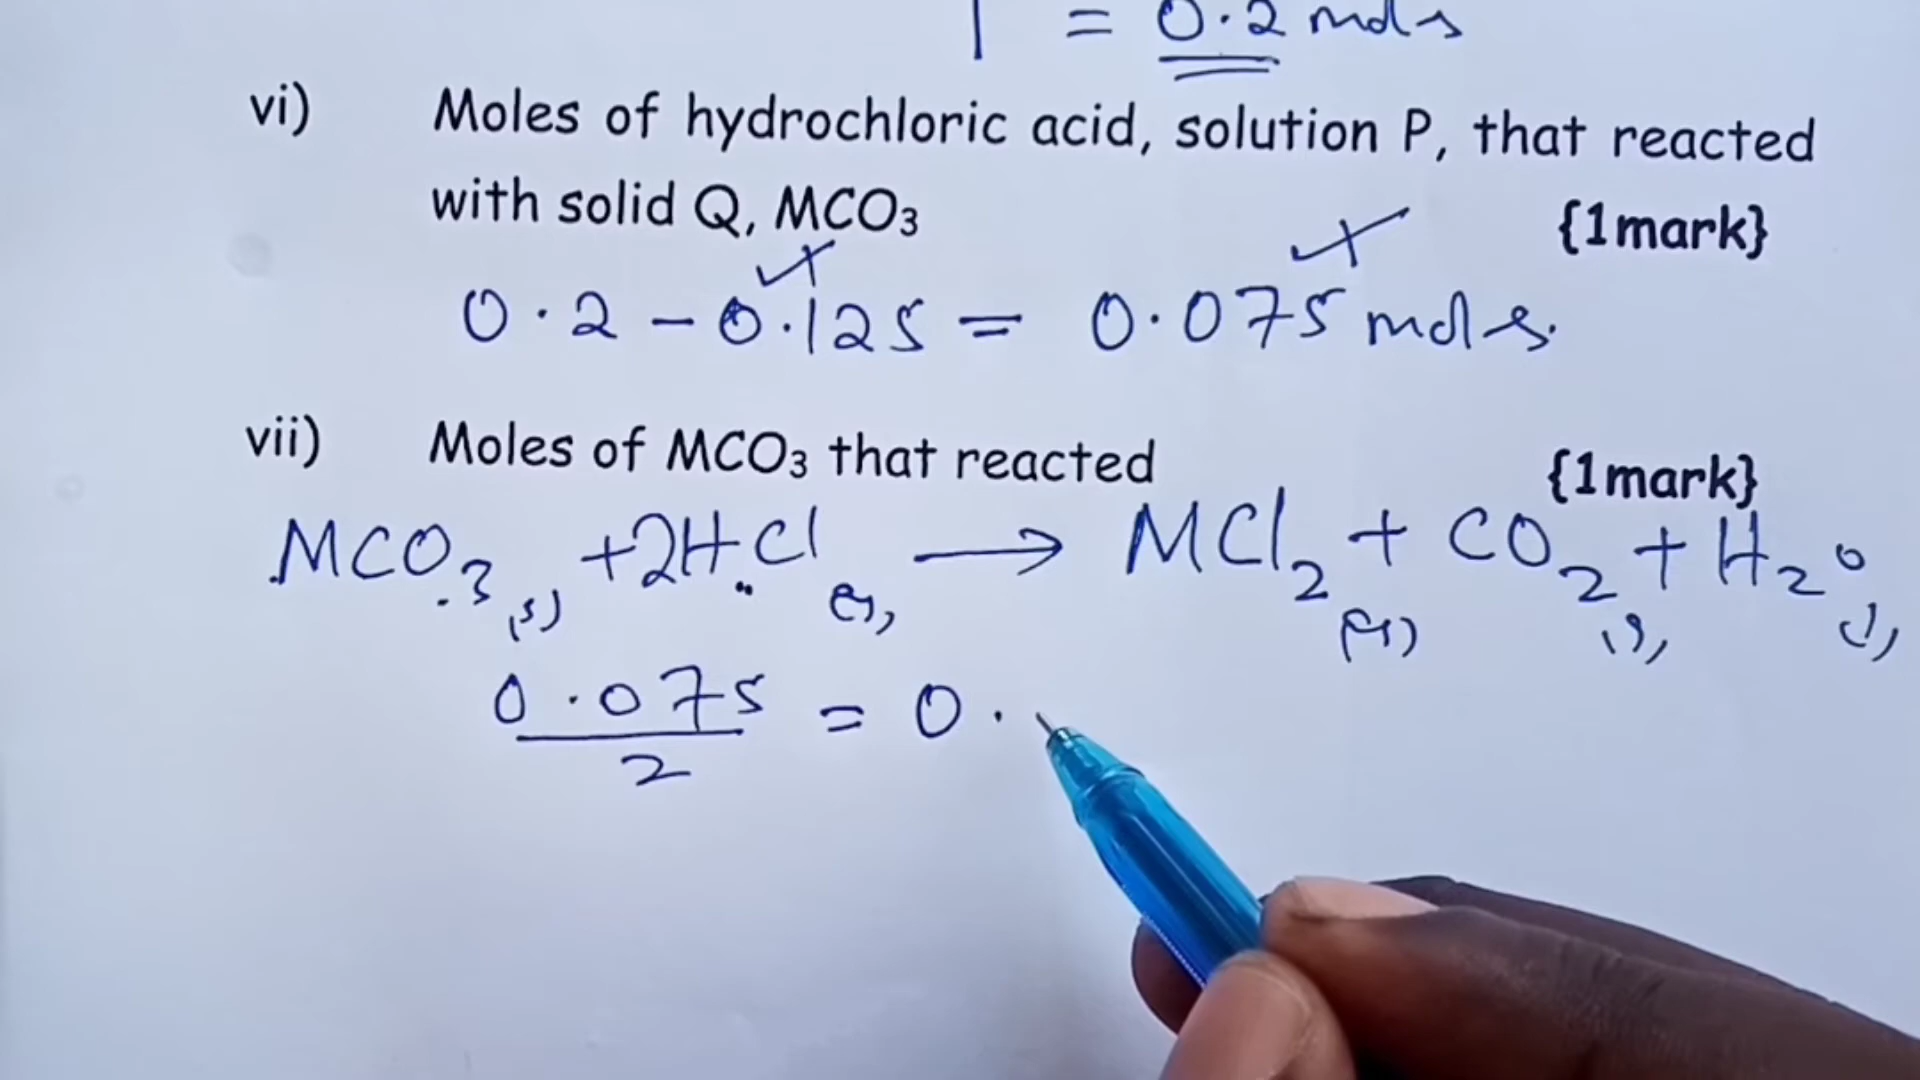 = 0.2 mols
vi) Moles of hydrochloric acid, solution P, that reacted
with solid Q, MCO₃ {1mark}
0.2 - 0.125 = 0.075 mols.
vii) Moles of MCO₃ that reacted {1mark}
MCO₃(s) + 2HCl(aq) → MCl₂(aq) + CO₂(g) + H₂O(l)
0.075 = 0.
2